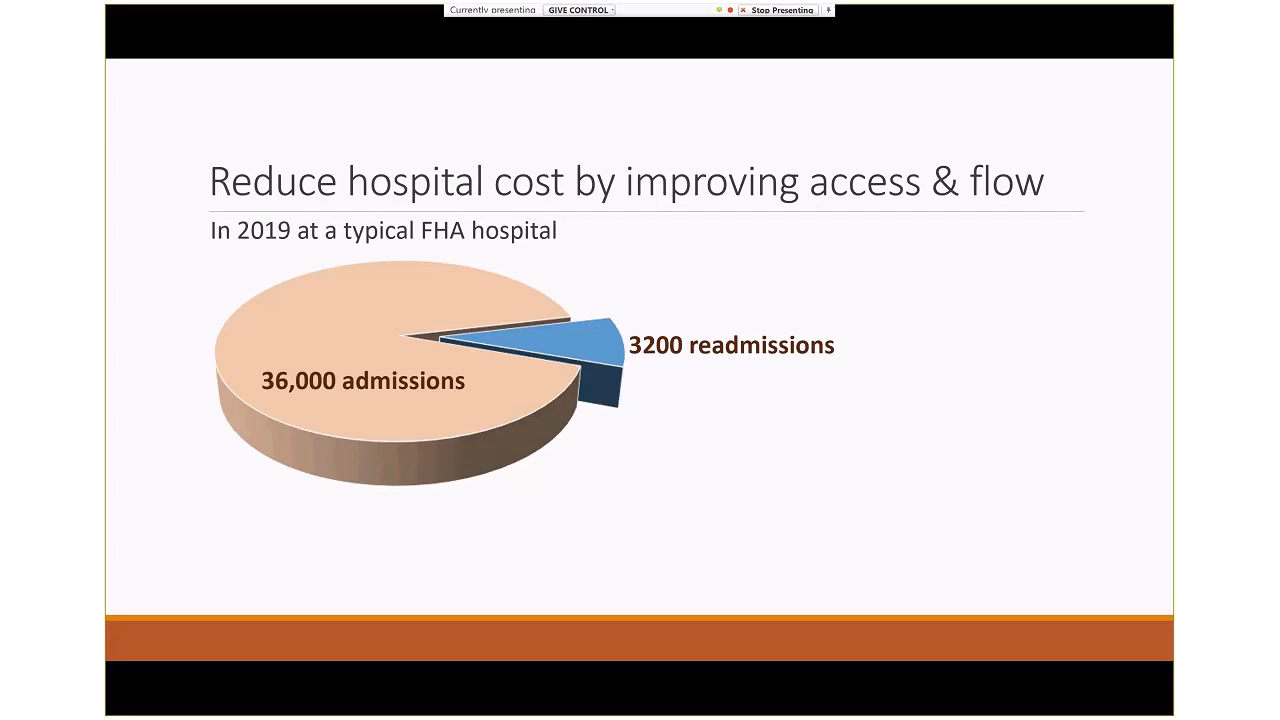 Currently presenting GIVE CONTROL Stop Presenting
Reduce hospital cost by improving access & flow
In 2019 at a typical FHA hospital
3200 readmissions
36,000 admissions